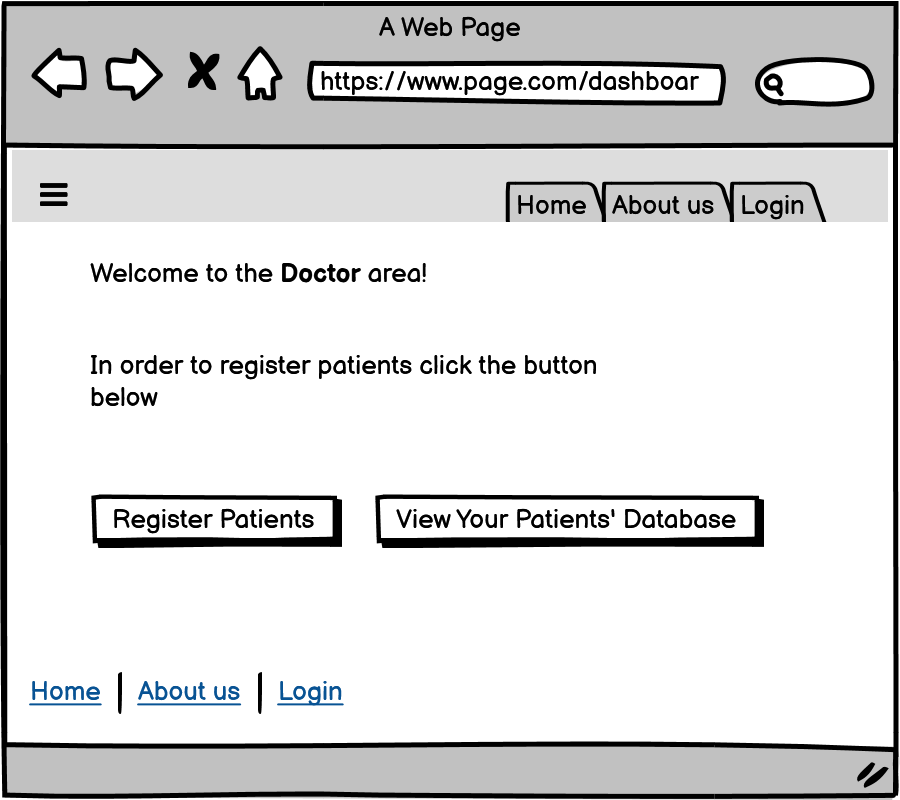 A Web Page
https://www.page.com/dashboar
Home About us Login
Welcome to the Doctor area!
In order to register patients click the button
below
Register Patients View Your Patients' Database
Home About us Login